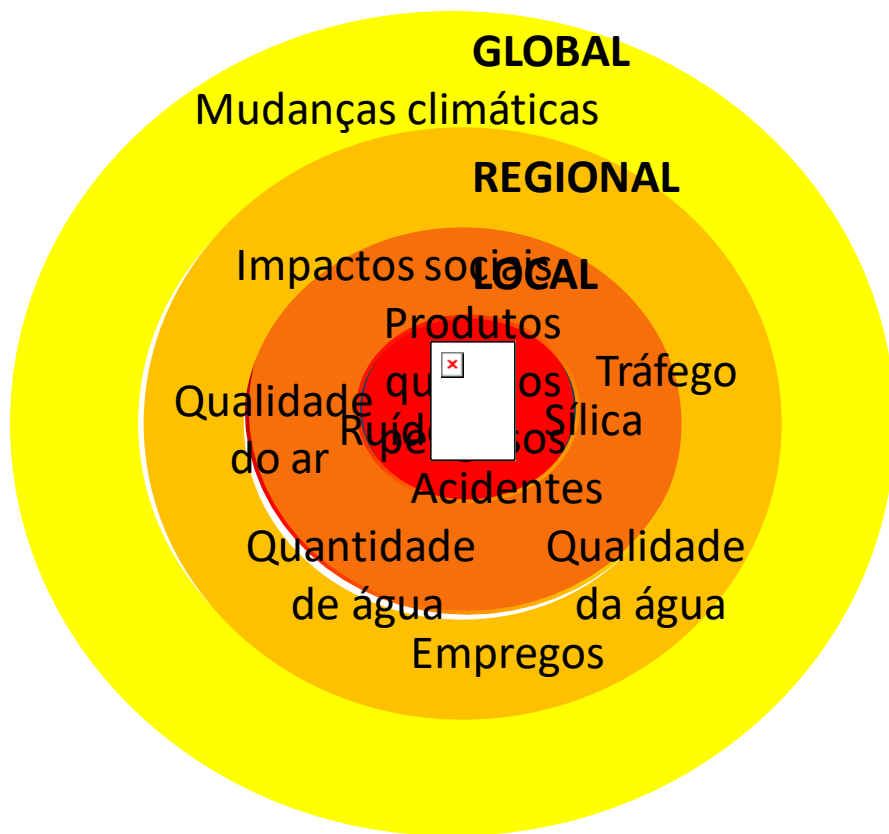 GLOBAL
Mudanças climáticas
REGIONAL
Impactos sociais
LOCAL
Produtos
Tráfego
Qualidade
do ar
Sílica
Acidentes
Quantidade
de água
Qualidade
da água
Empregos